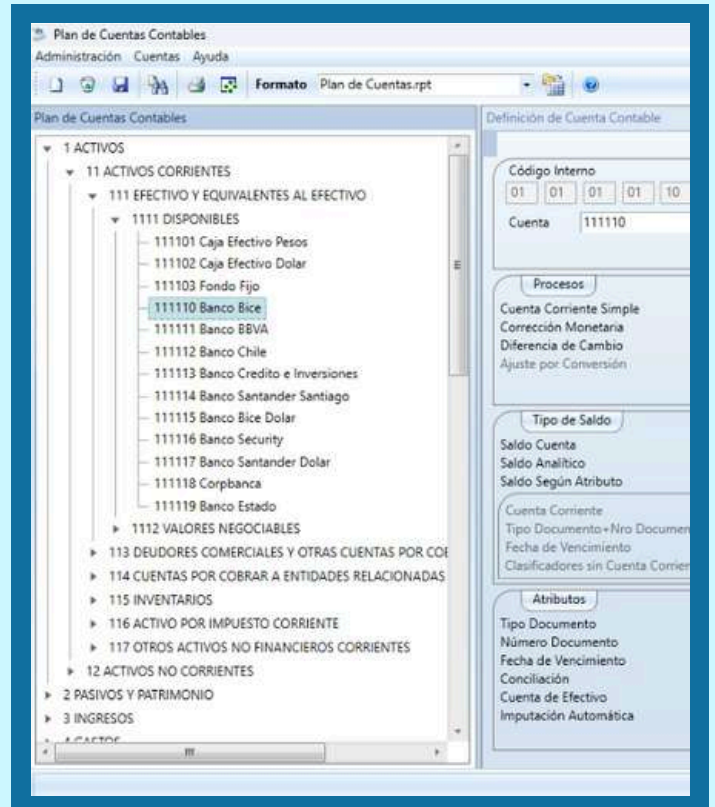 Plan de Cuentas Contables
Administración Cuentas Ayuda
Formato Plan de Cuentas.rpt
Plan de Cuentas Contables
1 ACTIVOS
11 ACTIVOS CORRIENTES
111 EFECTIVO Y EQUIVALENTES AL EFECTIVO
1111 DISPONIBLES
111101 Caja Efectivo Pesos
111102 Caja Efectivo Dolar
111103 Fondo Fijo
111110 Banco Bice
111111 Banco BBVA
111112 Banco Chile
111113 Banco Credito e Inversiones
111114 Banco Santander Santiago
111115 Banco Bice Dolar
111116 Banco Security
111117 Banco Santander Dolar
111118 Corpbanca
111119 Banco Estado
1112 VALORES NEGOCIABLES
113 DEUDORES COMERCIALES Y OTRAS CUENTAS POR COB
114 CUENTAS POR COBRAR A ENTIDADES RELACIONADAS
115 INVENTARIOS
116 ACTIVO POR IMPUESTO CORRIENTE
117 OTROS ACTIVOS NO FINANCIEROS CORRIENTES
12 ACTIVOS NO CORRIENTES
2 PASIVOS Y PATRIMONIO
3 INGRESOS
4 GASTOS
Definición de Cuenta Contable
Código Interno
01 01 01 01 10
Cuenta 111110
Procesos
Cuenta Corriente Simple
Corrección Monetaria
Diferencia de Cambio
Ajuste por Conversión
Tipo de Saldo
Saldo Cuenta
Saldo Analítico
Saldo Según Atributo
Cuenta Corriente
Tipo Documento+Nro Documen
Fecha de Vencimiento
Clasificadores sin Cuenta Corrien
Atributos
Tipo Documento
Número Documento
Fecha de Vencimiento
Conciliación
Cuenta de Efectivo
Imputación Automática